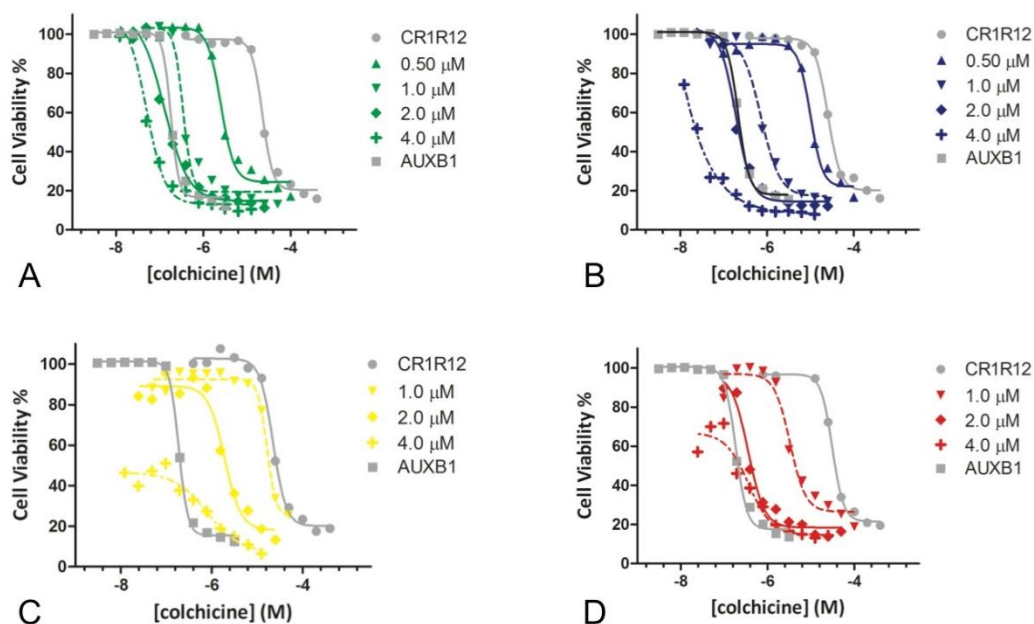 Cell Viability %
100
80
60
40
20
0
-8
-6
-4
[colchicine] (M)
CR1R12
0.50 μM
1.0 μM
2.0 μM
4.0 μM
AUXB1
A
Cell Viability %
100
80
60
40
20
0
-8
-6
-4
[colchicine] (M)
CR1R12
0.50 μM
1.0 μM
2.0 μM
4.0 μM
AUXB1
B
Cell Viability %
100
80
60
40
20
0
-8
-6
-4
[colchicine] (M)
CR1R12
1.0 μM
2.0 μM
4.0 μM
AUXB1
C
Cell Viability %
100
80
60
40
20
0
-8
-6
-4
[colchicine] (M)
CR1R12
1.0 μM
2.0 μM
4.0 μM
AUXB1
D